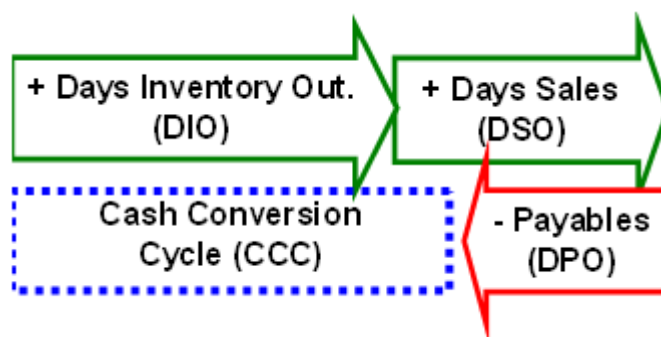 + Days Inventory Out.
(DIO)
+ Days Sales
(DSO)
Cash Conversion
Cycle (CCC)
- Payables
(DPO)